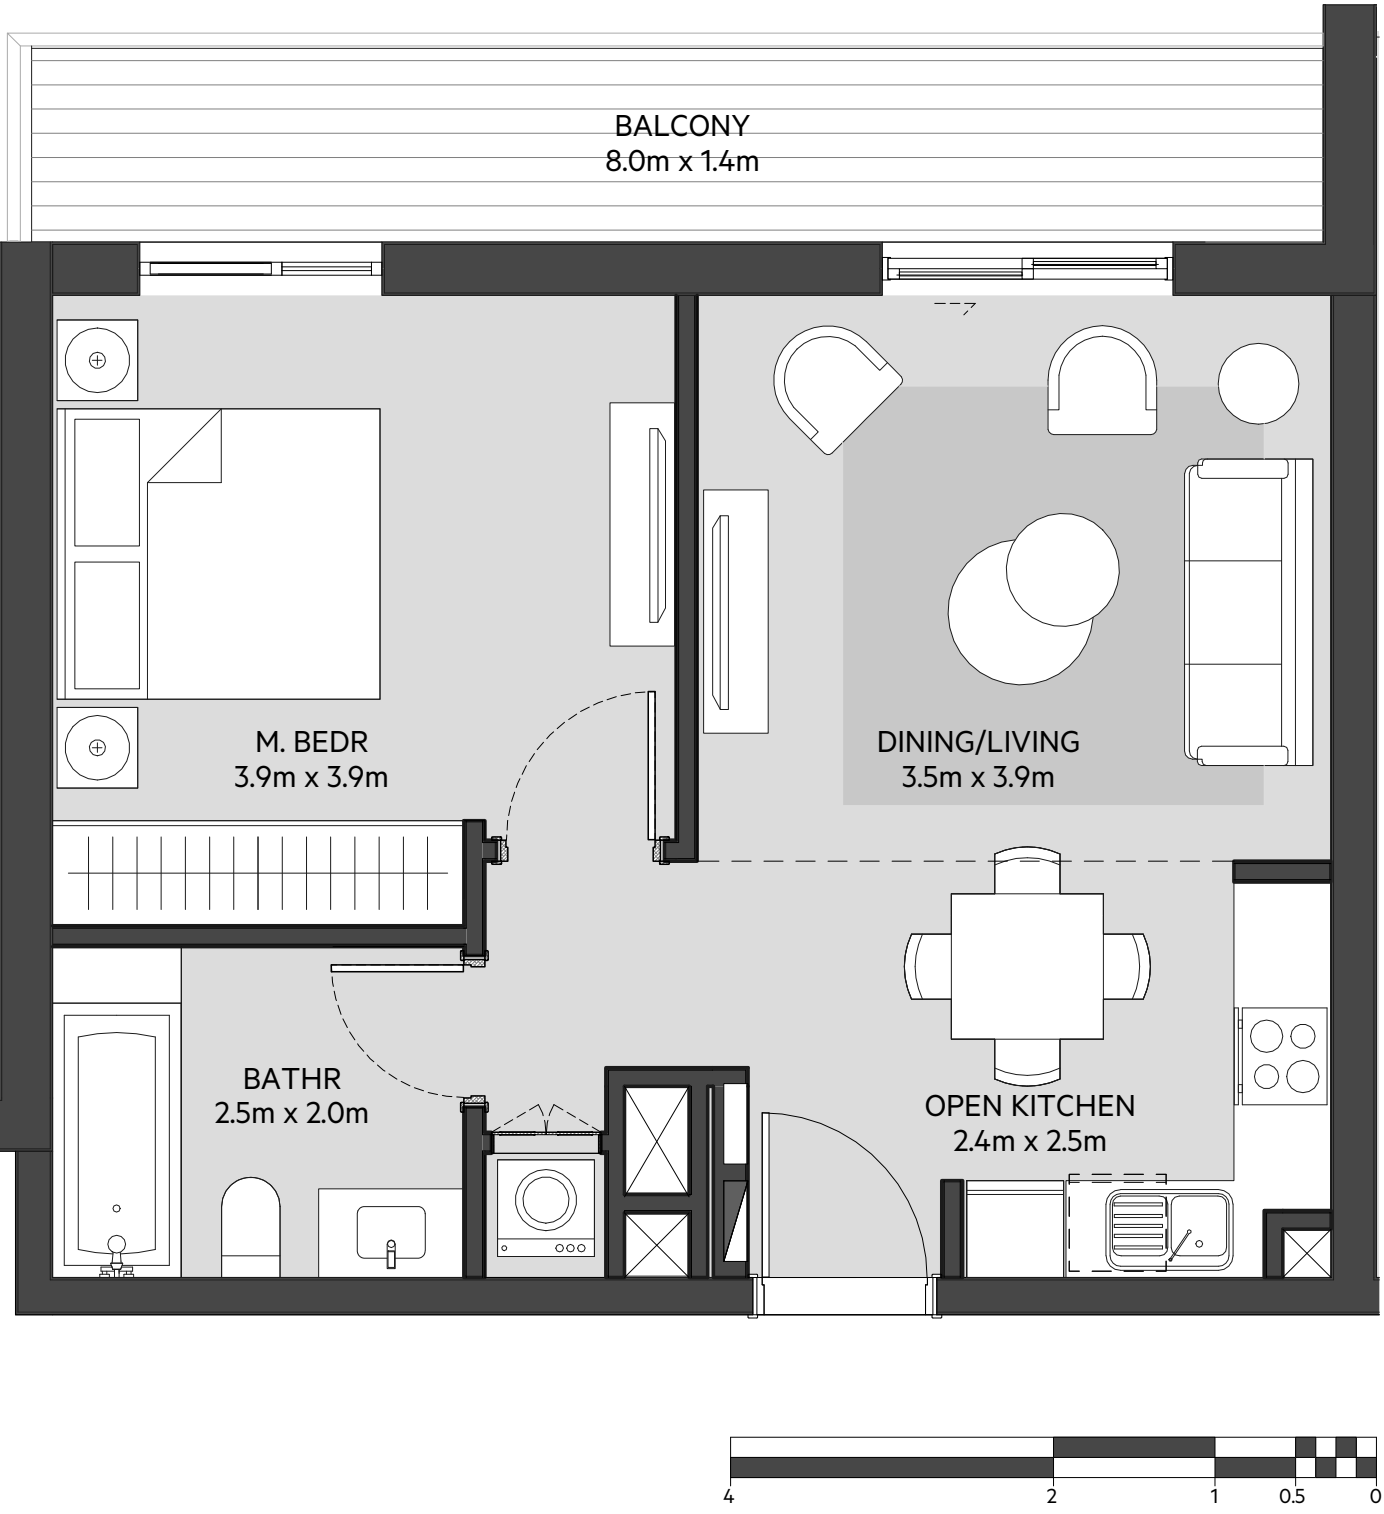 BALCONY
8.0m x 1.4m
M. BEDR
3.9m x 3.9m
DINING/LIVING
3.5m x 3.9m
BATHR
2.5m x 2.0m
OPEN KITCHEN
2.4m x 2.5m
4 2 1 0.5 0